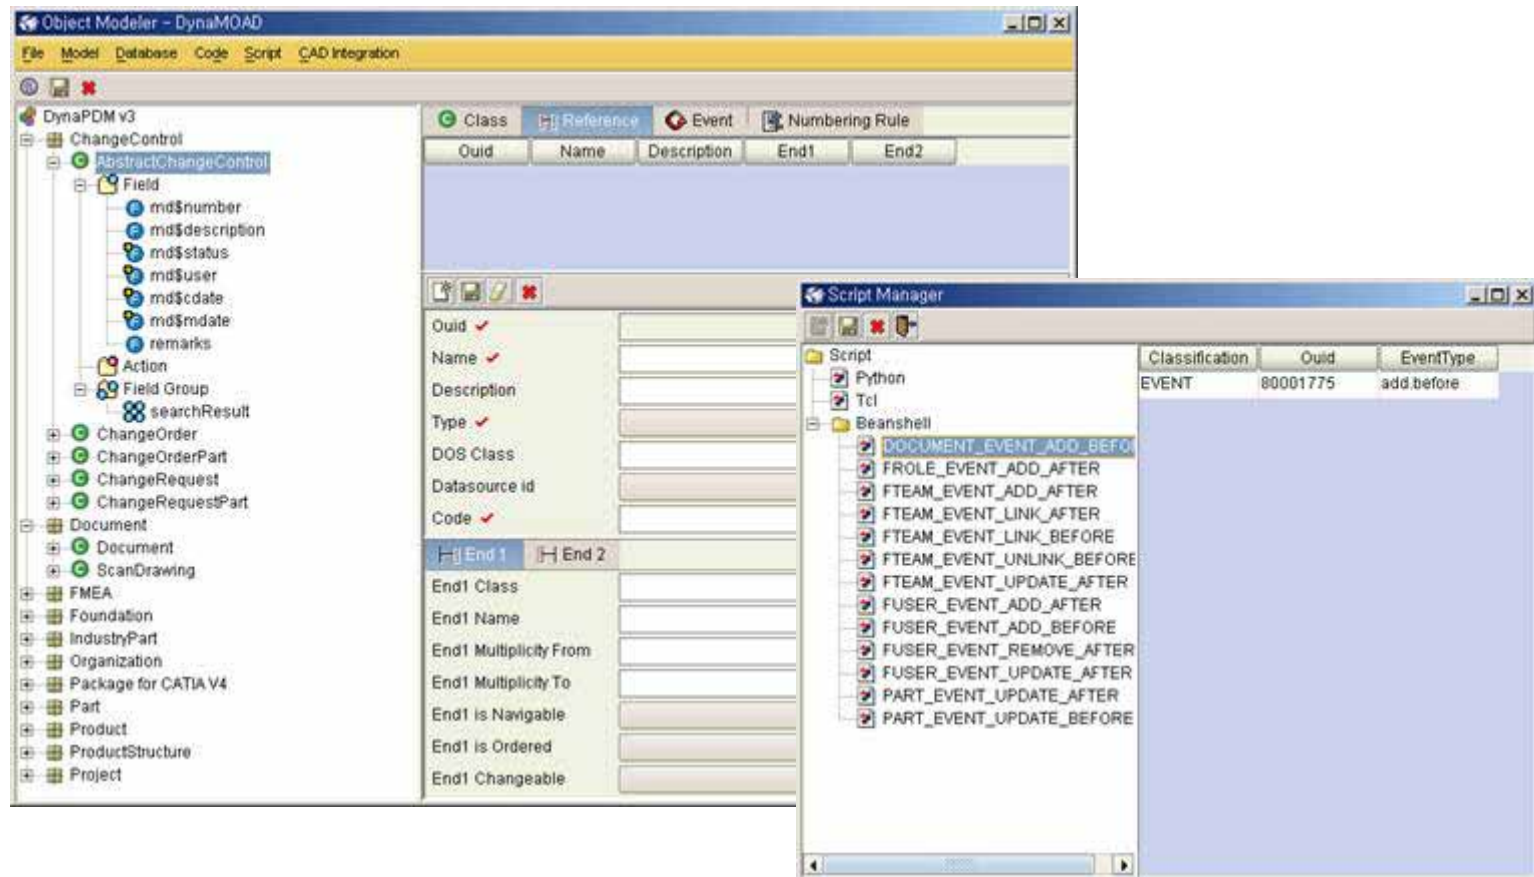 Object Modeler - DynaMOAD
File Model Database Code Script CAD Integration
DynaPDM v3
ChangeControl
AbstractChangeControl
Field
md$number
md$description
md$status
md$user
md$cdate
md$mdate
remarks
Action
Field Group
searchResult
ChangeOrder
ChangeOrderPart
ChangeRequest
ChangeRequestPart
Document
Document
ScanDrawing
FMEA
Foundation
IndustryPart
Organization
Package for CATIA V4
Part
Product
ProductStructure
Project
Class Reference Event Numbering Rule
Ouid Name Description End1 End2
Ouid
Name
Description
Type
DOS Class
Datasource id
Code
End 1 End 2
End1 Class
End1 Name
End1 Multiplicity From
End1 Multiplicity To
End1 is Navigable
End1 is Ordered
End1 Changeable
Script Manager
Script
Python
Tcl
Beanshell
DOCUMENT_EVENT_ADD_BEFO
FROLE_EVENT_ADD_AFTER
FTEAM_EVENT_ADD_AFTER
FTEAM_EVENT_LINK_AFTER
FTEAM_EVENT_LINK_BEFORE
FTEAM_EVENT_UNLINK_BEFORE
FTEAM_EVENT_UPDATE_AFTER
FUSER_EVENT_ADD_AFTER
FUSER_EVENT_ADD_BEFORE
FUSER_EVENT_REMOVE_AFTER
FUSER_EVENT_UPDATE_AFTER
PART_EVENT_UPDATE_AFTER
PART_EVENT_UPDATE_BEFORE
Classification Ouid EventType
EVENT 80001775 add.before